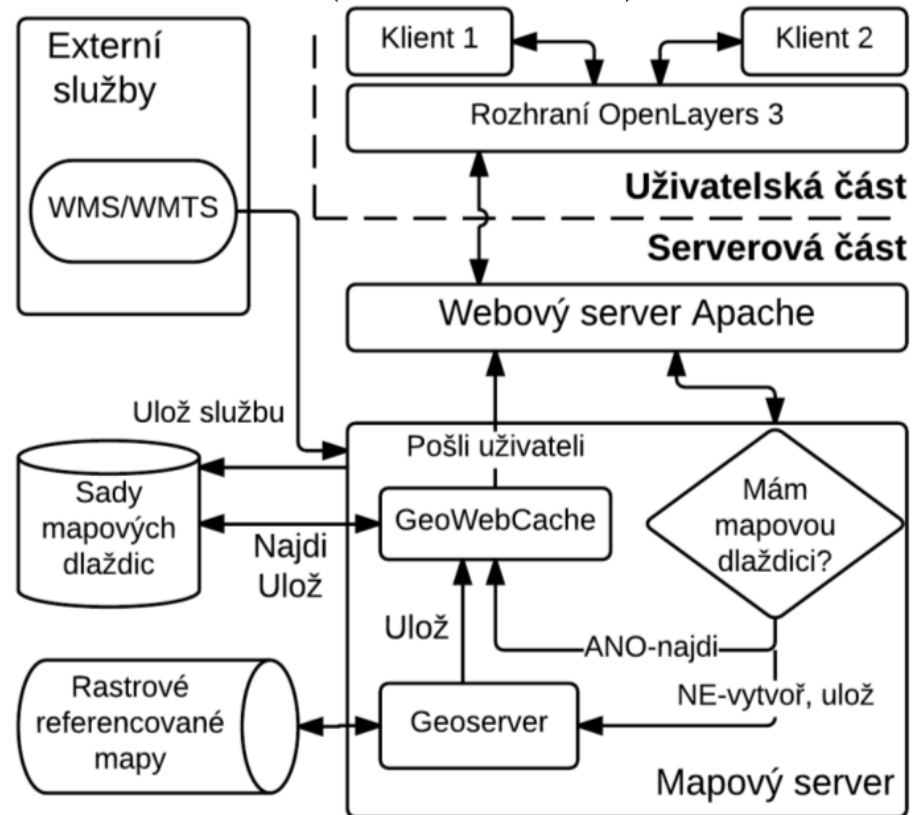 Externí
služby
WMS/WMTS
Klient 1
Klient 2
Rozhraní OpenLayers 3
Uživatelská část
Serverová část
Webový server Apache
Ulož službu
Pošli uživateli
Sady
mapových
dlaždic
GeoWebCache
Mám
mapovou
dlaždici?
Najdi
Ulož
Ulož
ANO-najdi
NE-vytvoř, ulož
Rastrové
referencované
mapy
Geoserver
Mapový server